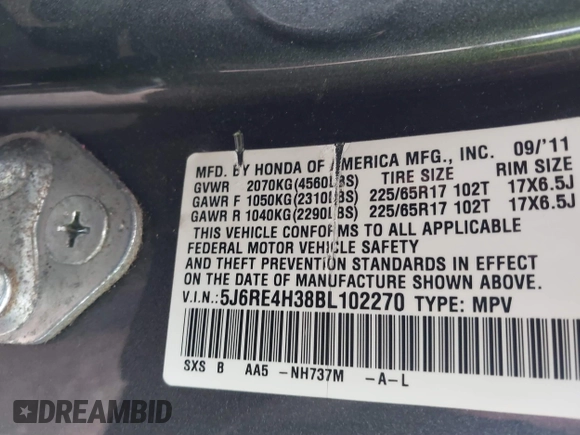 MFD. BY HONDA OF AMERICA MFG., INC. 09/'11
GVWR 2070KG(4560LBS) TIRE SIZE RIM SIZE
GAWR F 1050KG(2310LBS) 225/65R17 102T 17X6.5J
GAWR R 1040KG(2290LBS) 225/65R17 102T 17X6.5J
THIS VEHICLE CONFORMS TO ALL APPLICABLE
FEDERAL MOTOR VEHICLE SAFETY
AND THEFT PREVENTION STANDARDS IN EFFECT
ON THE DATE OF MANUFACTURE SHOWN ABOVE.
V.I.N.:5J6RE4H38BL102270 TYPE: MPV
SXS B AA5 -NH737M -A-L
DREAMBID